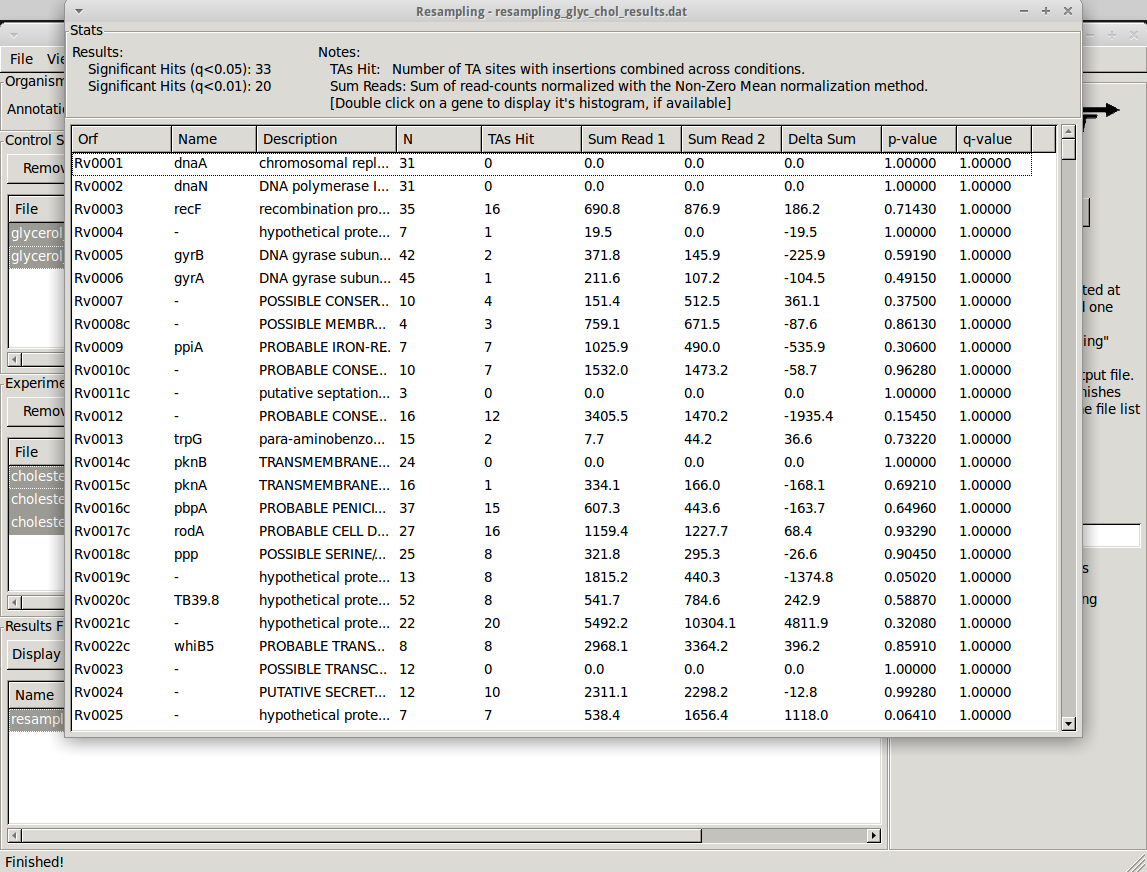 Resampling - resampling_glyc_chol_results.dat
Stats
Results:
Significant Hits (q<0.05): 33
Significant Hits (q<0.01): 20
Notes:
TAs Hit: Number of TA sites with insertions combined across conditions.
Sum Reads: Sum of read-counts normalized with the Non-Zero Mean normalization method.
[Double click on a gene to display it's histogram, if available]
Orf Name Description N TAs Hit Sum Read 1 Sum Read 2 Delta Sum p-value q-value
Rv0001 dnaA chromosomal repl... 31 0 0.0 0.0 0.0 1.00000 1.00000
Rv0002 dnaN DNA polymerase I... 31 0 0.0 0.0 0.0 1.00000 1.00000
Rv0003 recF recombination pro... 35 16 690.8 876.9 186.2 0.71430 1.00000
Rv0004 - hypothetical prote... 7 1 19.5 0.0 -19.5 1.00000 1.00000
Rv0005 gyrB DNA gyrase subun... 42 2 371.8 145.9 -225.9 0.59190 1.00000
Rv0006 gyrA DNA gyrase subun... 45 1 211.6 107.2 -104.5 0.49150 1.00000
Rv0007 - POSSIBLE CONSER... 10 4 151.4 512.5 361.1 0.37500 1.00000
Rv0008c - POSSIBLE MEMBR... 4 3 759.1 671.5 -87.6 0.86130 1.00000
Rv0009 ppiA PROBABLE IRON-RE. 7 7 1025.9 490.0 -535.9 0.30600 1.00000
Rv0010c - PROBABLE CONSE... 10 7 1532.0 1473.2 -58.7 0.96280 1.00000
Rv0011c - putative septation... 3 0 0.0 0.0 0.0 1.00000 1.00000
Rv0012 - PROBABLE CONSE... 16 12 3405.5 1470.2 -1935.4 0.15450 1.00000
Rv0013 trpG para-aminobenzo... 15 2 7.7 44.2 36.6 0.73220 1.00000
Rv0014c pknB TRANSMEMBRANE... 24 0 0.0 0.0 0.0 1.00000 1.00000
Rv0015c pknA TRANSMEMBRANE... 16 1 334.1 166.0 -168.1 0.69210 1.00000
Rv0016c pbpA PROBABLE PENICI... 37 15 607.3 443.6 -163.7 0.64960 1.00000
Rv0017c rodA PROBABLE CELL D... 27 16 1159.4 1227.7 68.4 0.93290 1.00000
Rv0018c ppp POSSIBLE SERINE/... 25 8 321.8 295.3 -26.6 0.90450 1.00000
Rv0019c - hypothetical prote... 13 8 1815.2 440.3 -1374.8 0.05020 1.00000
Rv0020c TB39.8 hypothetical prote... 52 8 541.7 784.6 242.9 0.58870 1.00000
Rv0021c - hypothetical prote... 22 20 5492.2 10304.1 4811.9 0.32080 1.00000
Rv0022c whiB5 PROBABLE TRANS... 8 8 2968.1 3364.2 396.2 0.85910 1.00000
Rv0023 - POSSIBLE TRANSC... 12 0 0.0 0.0 0.0 1.00000 1.00000
Rv0024 - PUTATIVE SECRET... 12 10 2311.1 2298.2 -12.8 0.99280 1.00000
Rv0025 - hypothetical prote... 7 7 538.4 1656.4 1118.0 0.06410 1.00000
File Vie
Organism
Annotati
Control S
Remov
File
glycerol
glycerol
Experime
Remov
File
choleste
choleste
choleste
Results F
Display
Name
resampl
ted at
l one
ing"
tput file.
nishes
e file list
s
ng
Finished!